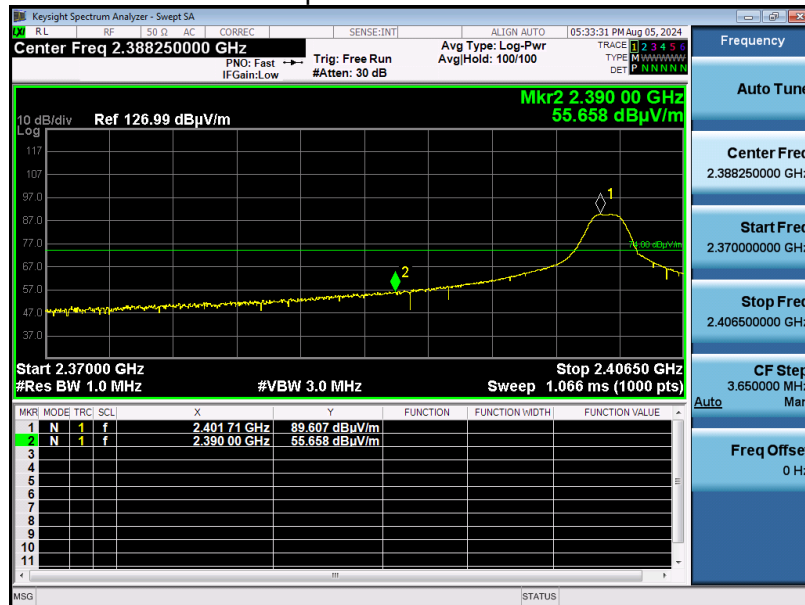 Keysight Spectrum Analyzer - Swept SA
LXI RL RF 50 Ω AC CORREC SENSE:INT ALIGN AUTO 05:33:31 PM Aug 05, 2024
Center Freq 2.388250000 GHz
PNO: Fast
IFGain:Low
Trig: Free Run
#Atten: 30 dB
Avg Type: Log-Pwr
Avg|Hold: 100/100
TRACE 1 2 3 4 5 6
TYPE M WWWWW
DET P N N N N N
Frequency
Mkr2 2.390 00 GHz
55.658 dBµV/m
10 dB/div Ref 126.99 dBµV/m
Log
117
107
97.0
87.0
77.0
67.0
57.0
47.0
37.0
1
2
74.00 dBµV/m
Start 2.37000 GHz Stop 2.40650 GHz
#Res BW 1.0 MHz #VBW 3.0 MHz Sweep 1.066 ms (1000 pts)
MKR MODE TRC SCL X Y FUNCTION FUNCTION WIDTH FUNCTION VALUE
1 N 1 f 2.401 71 GHz 89.607 dBµV/m
2 N 1 f 2.390 00 GHz 55.658 dBµV/m
3
4
5
6
7
8
9
10
11
MSG STATUS
Auto Tune
Center Freq
2.388250000 GHz
Start Freq
2.370000000 GHz
Stop Freq
2.406500000 GHz
CF Step
3.650000 MHz
Auto Man
Freq Offset
0 Hz